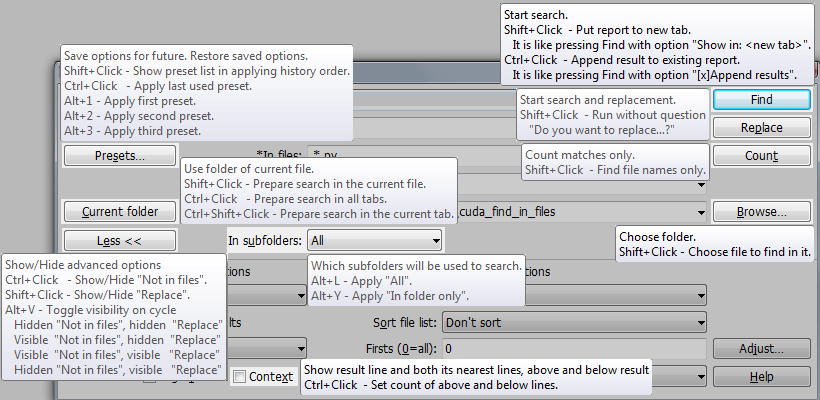 Start search.
Shift+Click - Put report to new tab.
It is like pressing Find with option "Show in: <new tab>".
Ctrl+Click - Append result to existing report.
It is like pressing Find with option "[x]Append results".
Save options for future. Restore saved options.
Shift+Click - Show preset list in applying history order.
Ctrl+Click - Apply last used preset.
Alt+1 - Apply first preset.
Alt+2 - Apply second preset.
Alt+3 - Apply third preset.
Find
Start search and replacement.
Shift+Click - Run without question
"Do you want to replace...?"
Replace
Presets...
*In files:
*.py
Count matches only.
Shift+Click - Find file names only.
Count
Use folder of current file.
Shift+Click - Prepare search in the current file.
Ctrl+Click - Prepare search in all tabs.
Ctrl+Shift+Click - Prepare search in the current tab.
Current folder
cuda_find_in_files
Browse...
Less <<
In subfolders:
All
Choose folder.
Shift+Click - Choose file to find in it.
Show/Hide advanced options
Ctrl+Click - Show/Hide "Not in files".
Shift+Click - Show/Hide "Replace".
Alt+V - Toggle visibility on cycle
Hidden "Not in files", hidden "Replace"
Visible "Not in files", hidden "Replace"
Visible "Not in files", visible "Replace"
Hidden "Not in files", visible "Replace"
Which subfolders will be used to search.
Alt+L - Apply "All".
Alt+Y - Apply "In folder only".
Sort file list:
Don't sort
Firsts (0=all):
0
Adjust...
Context
Show result line and both its nearest lines, above and below result
Ctrl+Click - Set count of above and below lines.
Help